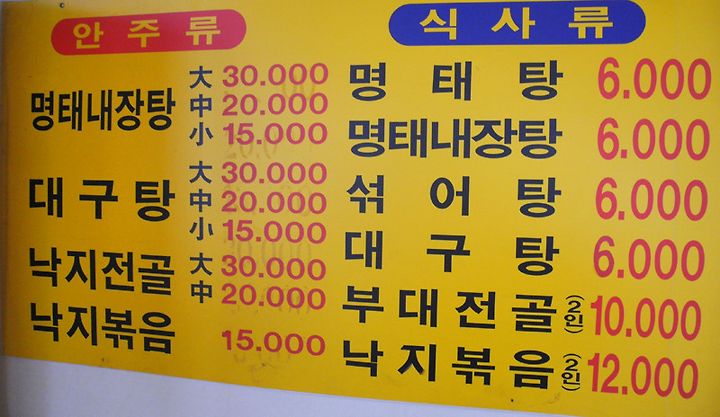 안주류
명태내장탕 大 30.000
中 20.000
小 15.000
대구탕 大 30.000
中 20.000
小 15.000
낙지전골 大 30.000
中 20.000
낙지볶음 15.000
식사류
명태탕 6.000
명태내장탕 6.000
섞어탕 6.000
대구탕 6.000
부대전골(2인) 10.000
낙지볶음(2인) 12.000